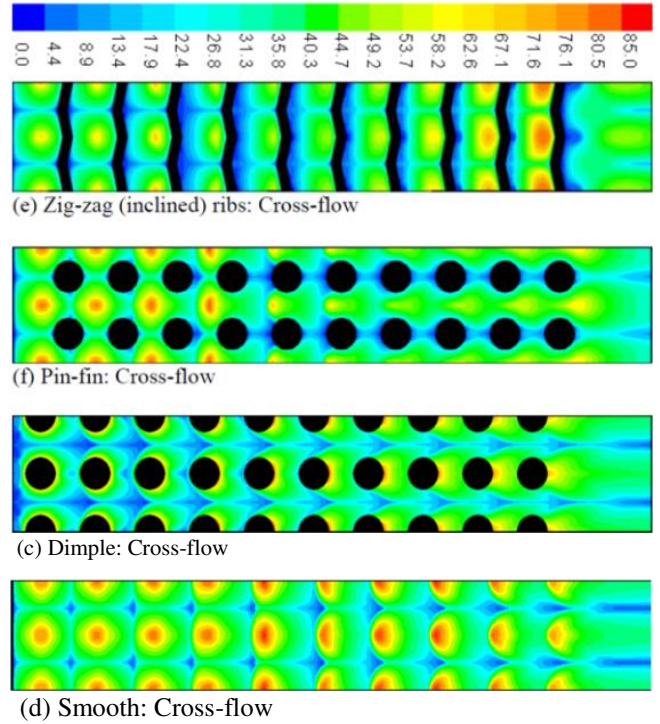 0.0 4.4 8.9 13.4 17.9 22.4 26.8 31.3 35.8 40.3 44.7 49.2 53.7 58.2 62.6 67.1 71.6 76.1 80.5 85.0
(e) Zig-zag (inclined) ribs: Cross-flow
(f) Pin-fin: Cross-flow
(c) Dimple: Cross-flow
(d) Smooth: Cross-flow